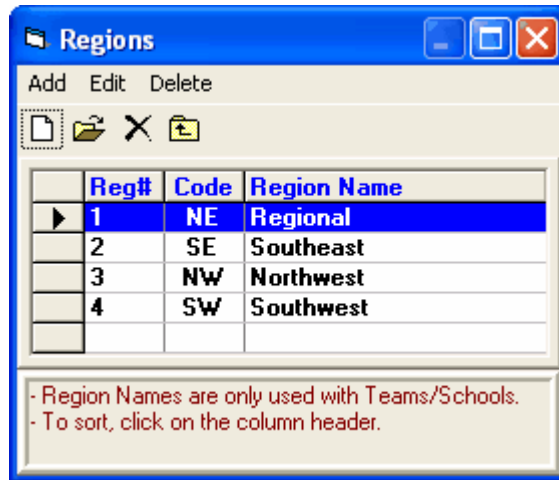 Regions
Add Edit Delete
Reg# Code Region Name
1 NE Regional
2 SE Southeast
3 NW Northwest
4 SW Southwest
- Region Names are only used with Teams/Schools.
- To sort, click on the column header.